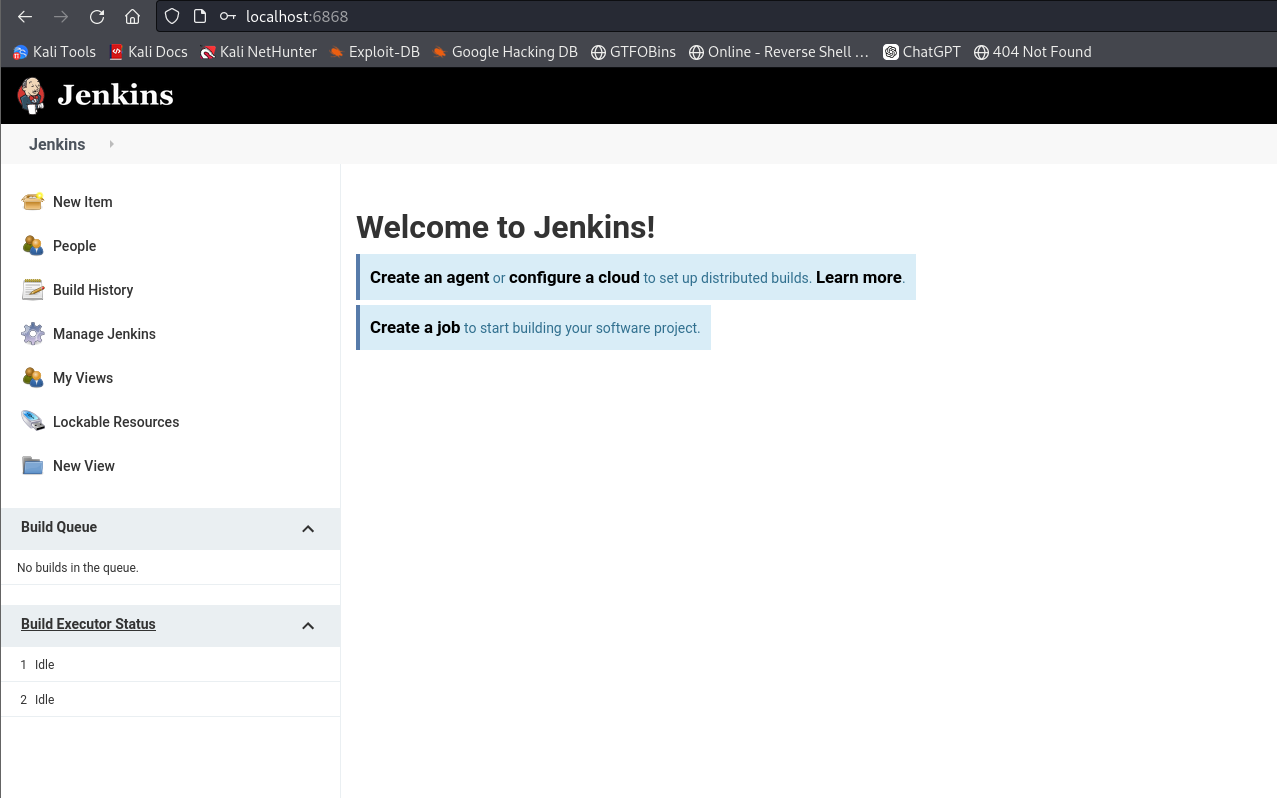 localhost:6868
Kali Tools Kali Docs Kali NetHunter Exploit-DB Google Hacking DB GTFOBins Online - Reverse Shell … ChatGPT 404 Not Found
Jenkins
Jenkins
New Item
People
Build History
Manage Jenkins
My Views
Lockable Resources
New View
Build Queue
No builds in the queue.
Build Executor Status
1 Idle
2 Idle
Welcome to Jenkins!
Create an agent or configure a cloud to set up distributed builds. Learn more.
Create a job to start building your software project.